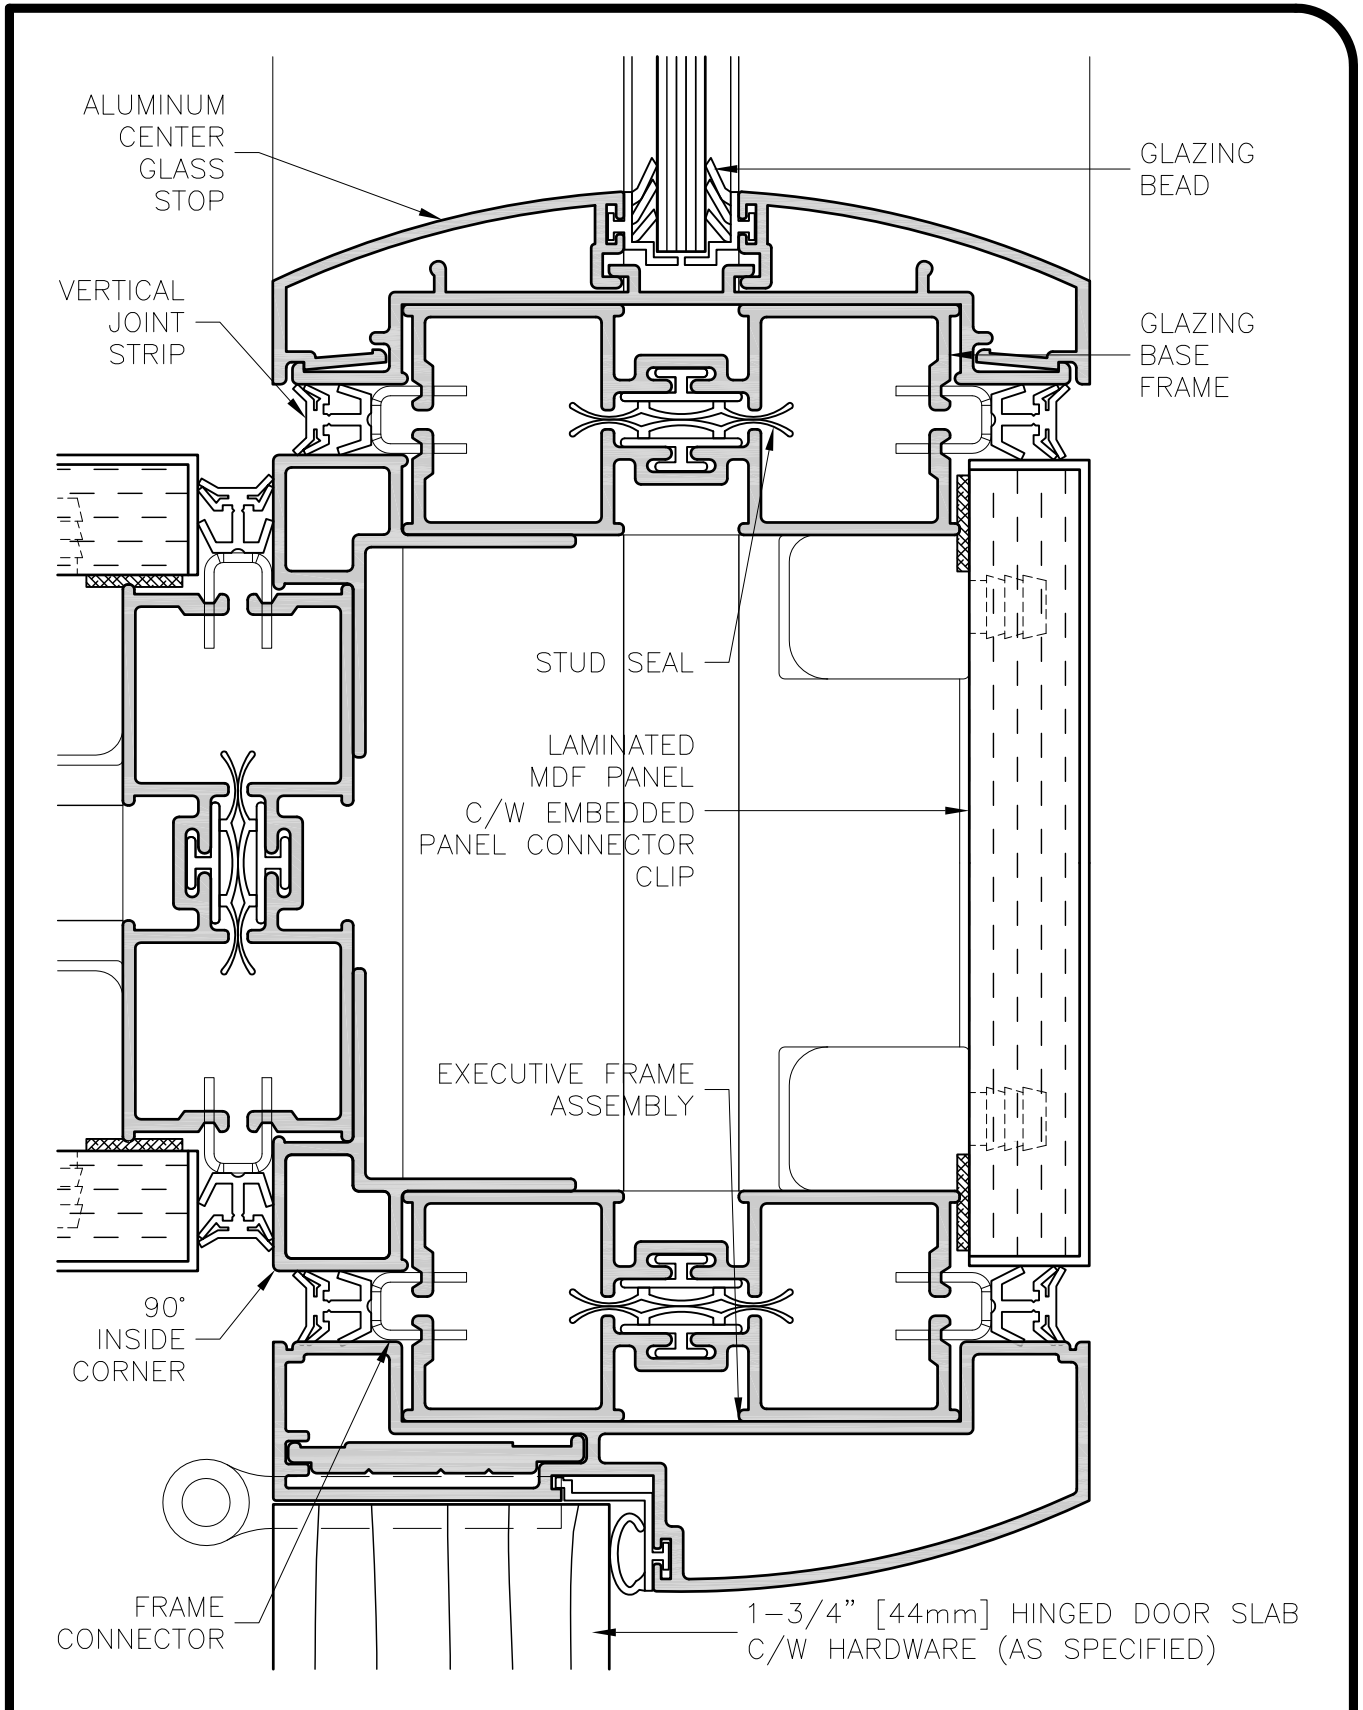 ALUMINUM
CENTER
GLASS
STOP
GLAZING
BEAD
VERTICAL
JOINT
STRIP
GLAZING
BASE
FRAME
STUD SEAL
LAMINATED
MDF PANEL
C/W EMBEDDED
PANEL CONNECTOR
CLIP
EXECUTIVE FRAME
ASSEMBLY
90°
INSIDE
CORNER
FRAME
CONNECTOR
1-3/4” [44mm] HINGED DOOR SLAB
C/W HARDWARE (AS SPECIFIED)